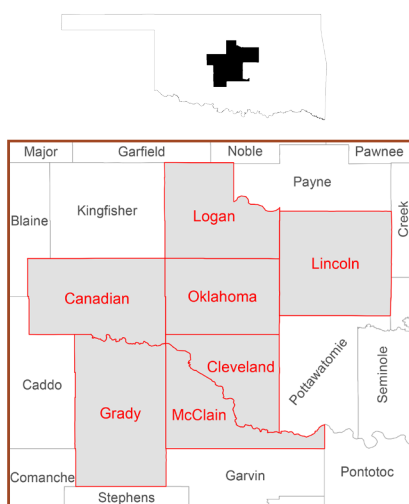 Major
Garfield
Noble
Pawnee
Payne
Blaine
Kingfisher
Logan
Creek
Lincoln
Canadian
Oklahoma
Cleveland
Pottawatomie
Seminole
Caddo
Grady
McClain
Comanche
Garvin
Pontotoc
Stephens